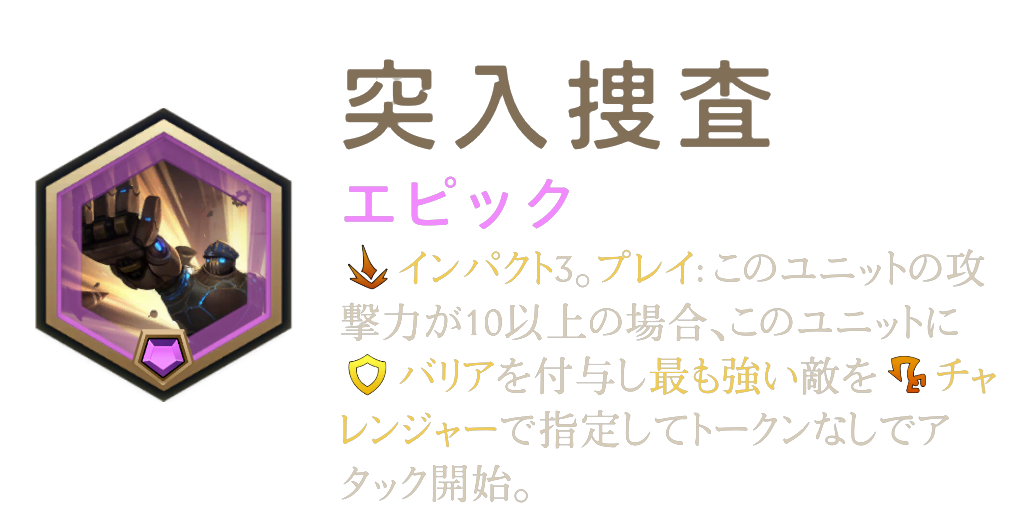 突入捜査
エピック
インパクト3。プレイ:このユニットの攻
撃力が10以上の場合、このユニットに
バリアを付与し最も強い敵をチャ
レンジャーで指定してトークンなしでア
タック開始。